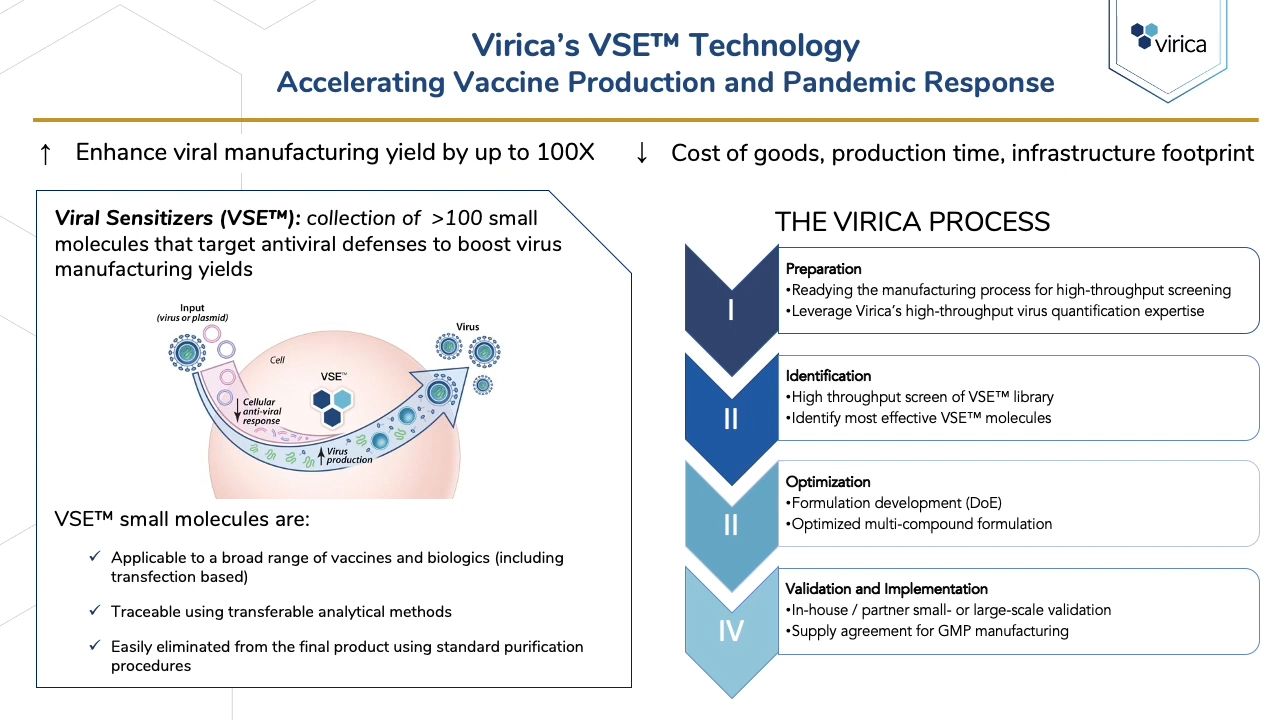 Virica's VSE™ Technology
Accelerating Vaccine Production and Pandemic Response
virica
↑ Enhance viral manufacturing yield by up to 100X
↓ Cost of goods, production time, infrastructure footprint
Viral Sensitizers (VSE™): collection of >100 small
molecules that target antiviral defenses to boost virus
manufacturing yields
Input
(virus or plasmid)
Virus
Cell
VSE™
Cellular
anti-viral
response
Virus
production
VSE™ small molecules are:
✓ Applicable to a broad range of vaccines and biologics (including
transfection based)
✓ Traceable using transferable analytical methods
✓ Easily eliminated from the final product using standard purification
procedures
THE VIRICA PROCESS
I
Preparation
•Readying the manufacturing process for high-throughput screening
•Leverage Virica's high-throughput virus quantification expertise
II
Identification
•High throughput screen of VSE™ library
•Identify most effective VSE™ molecules
II
Optimization
•Formulation development (DoE)
•Optimized multi-compound formulation
IV
Validation and Implementation
•In-house / partner small- or large-scale validation
•Supply agreement for GMP manufacturing